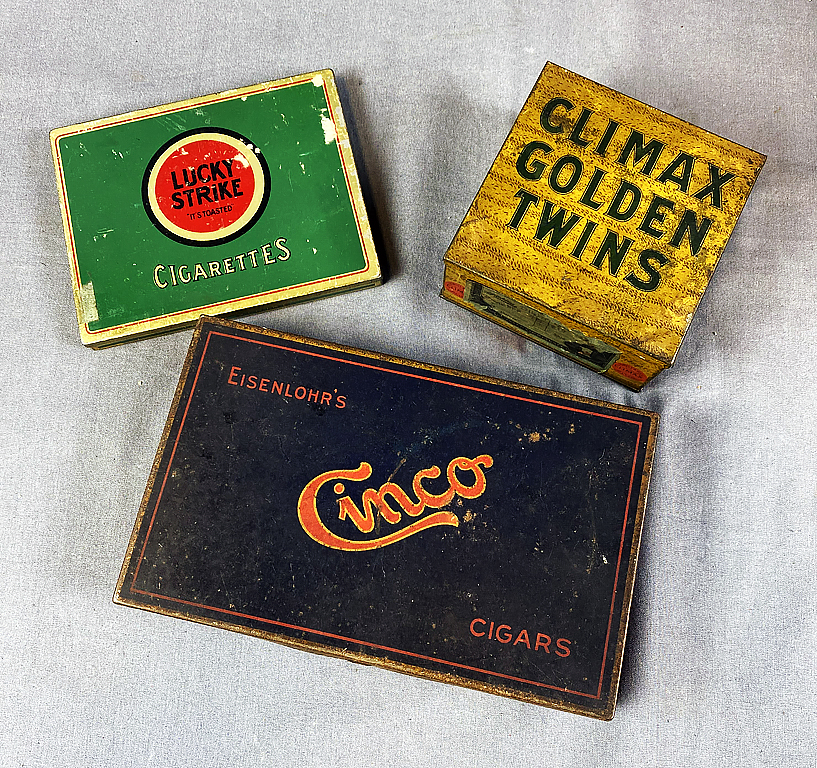 LUCKY
STRIKE
"IT'S TOASTED
CIGARETTES
CLIMAX
GOLDEN
TWINS
EISENLOHR'S
Cinco
CIGARS